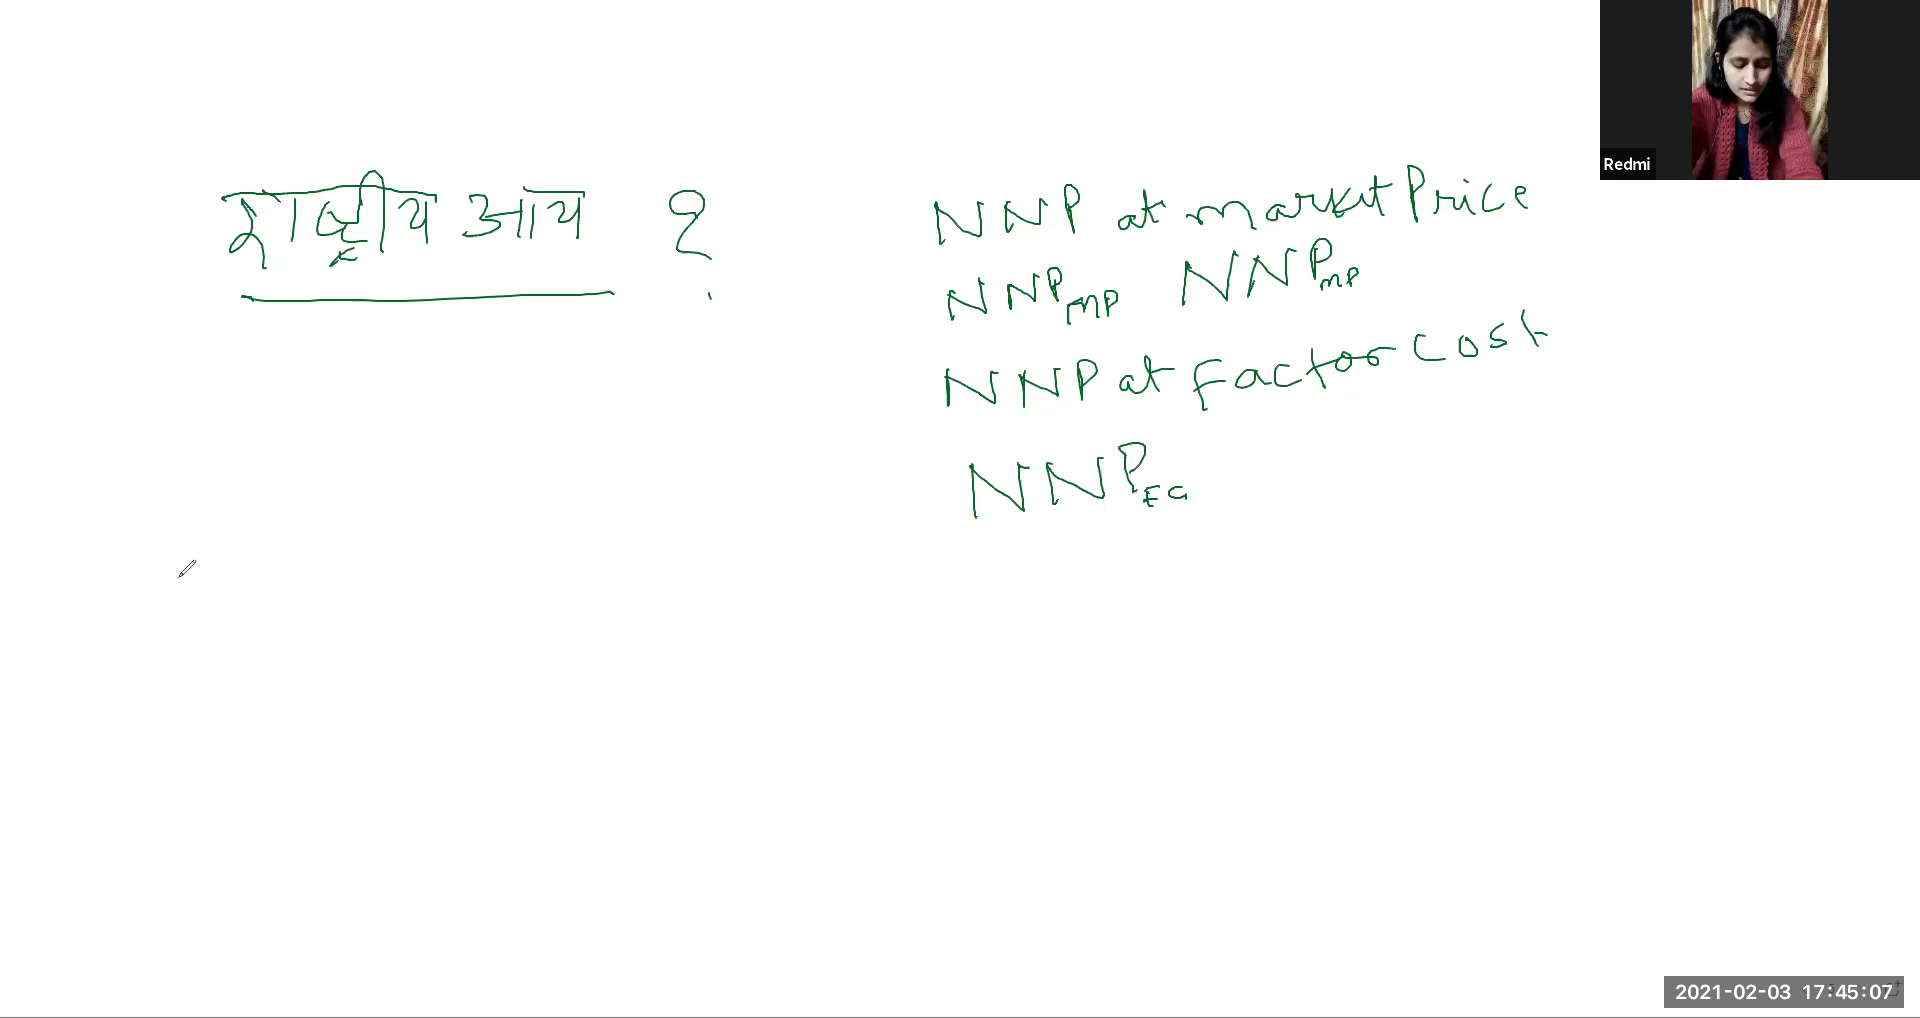 राष्ट्रीय आय ?
NNP at market Price
NNPMP NNPMP
NNP at Factor Cost
NNPFC
Redmi
2021-02-03 17:45:07